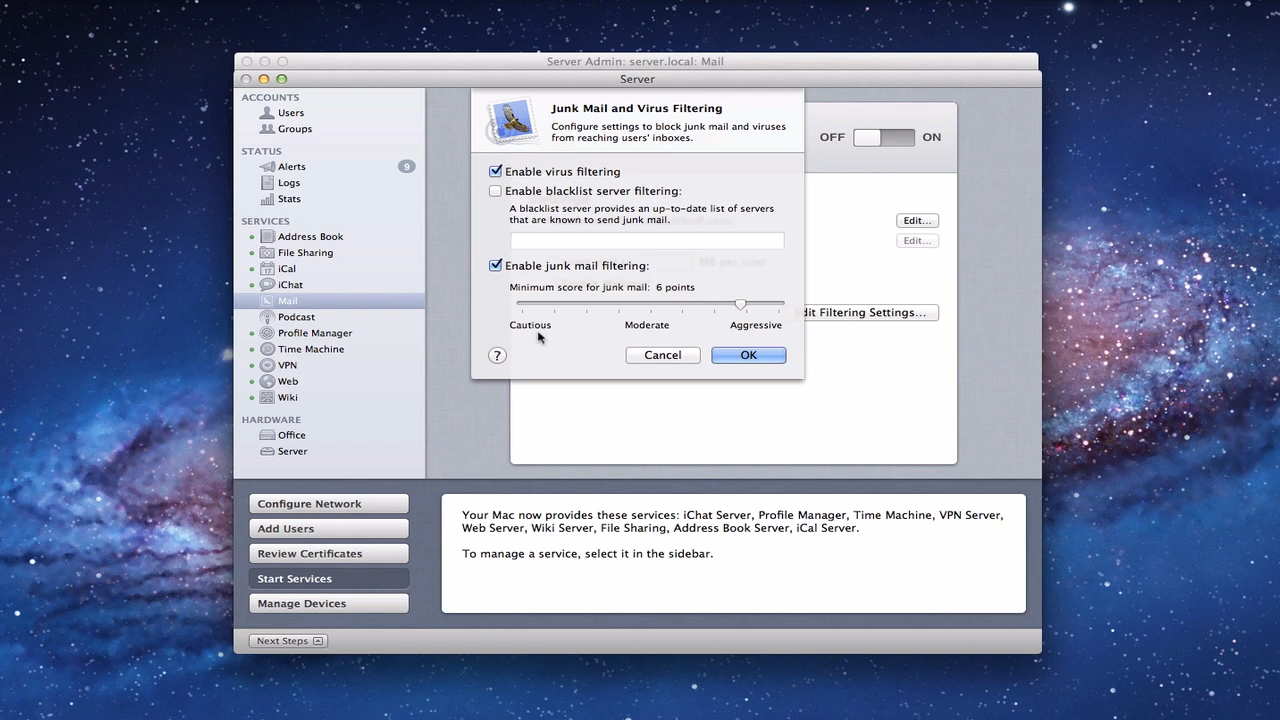 Server Admin: server.local: Mail
Server
ACCOUNTS
Users
Groups
STATUS
Alerts
9
Logs
Stats
SERVICES
Address Book
File Sharing
iCal
17
iChat
Mail
Podcast
Profile Manager
Time Machine
VPN
Web
Wiki
HARDWARE
Office
Server
Junk Mail and Virus Filtering
Configure settings to block junk mail and viruses
from reaching users' inboxes.
Enable virus filtering
Enable blacklist server filtering:
A blacklist server provides an up-to-date list of servers
that are known to send junk mail.
MB per user
Enable junk mail filtering:
Minimum score for junk mail: 6 points
Cautious
Moderate
Aggressive
?
Cancel
OK
OFF
ON
Edit...
Edit...
dit Filtering Settings...
Configure Network
Add Users
Review Certificates
Start Services
Manage Devices
Your Mac now provides these services: iChat Server, Profile Manager, Time Machine, VPN Server,
Web Server, Wiki Server, File Sharing, Address Book Server, iCal Server.
To manage a service, select it in the sidebar.
Next Steps